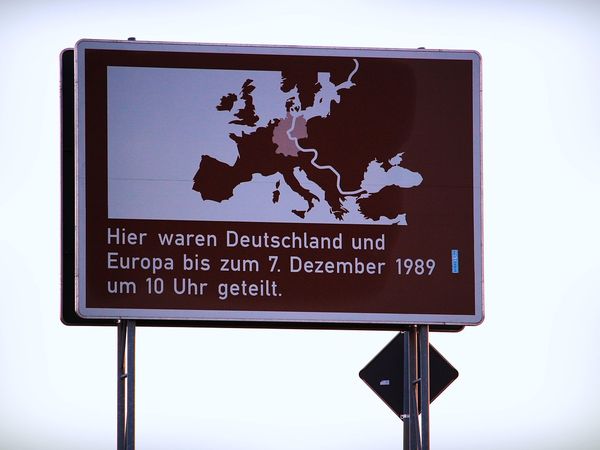 Hier waren Deutschland und
Europa bis zum 7. Dezember 1989
um 10 Uhr geteilt.